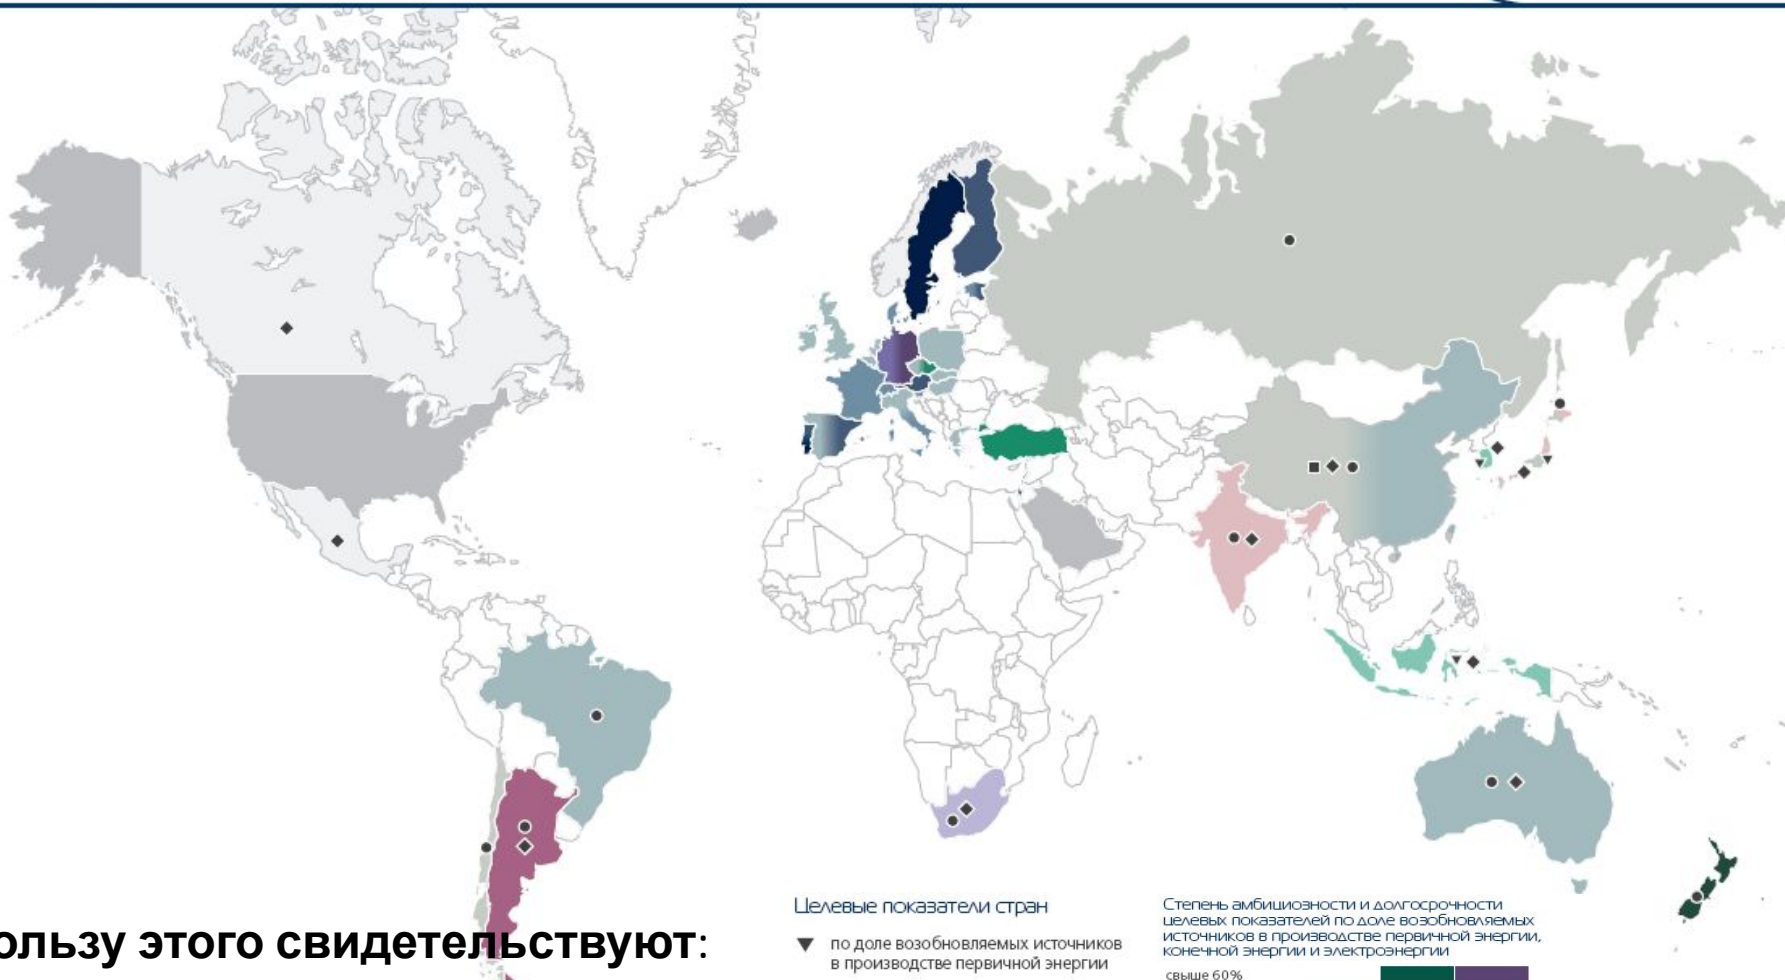 ользу этого свидетельствуют:
Целевые показатели стран
по доле возобновляемых источников
в производстве первичной энергии
Степень амбициозности и долгосрочности
целевых показателей по доле возобновляемых
источников в производстве первичной энергии,
конечной энергии и электроэнергии
свыше 60%